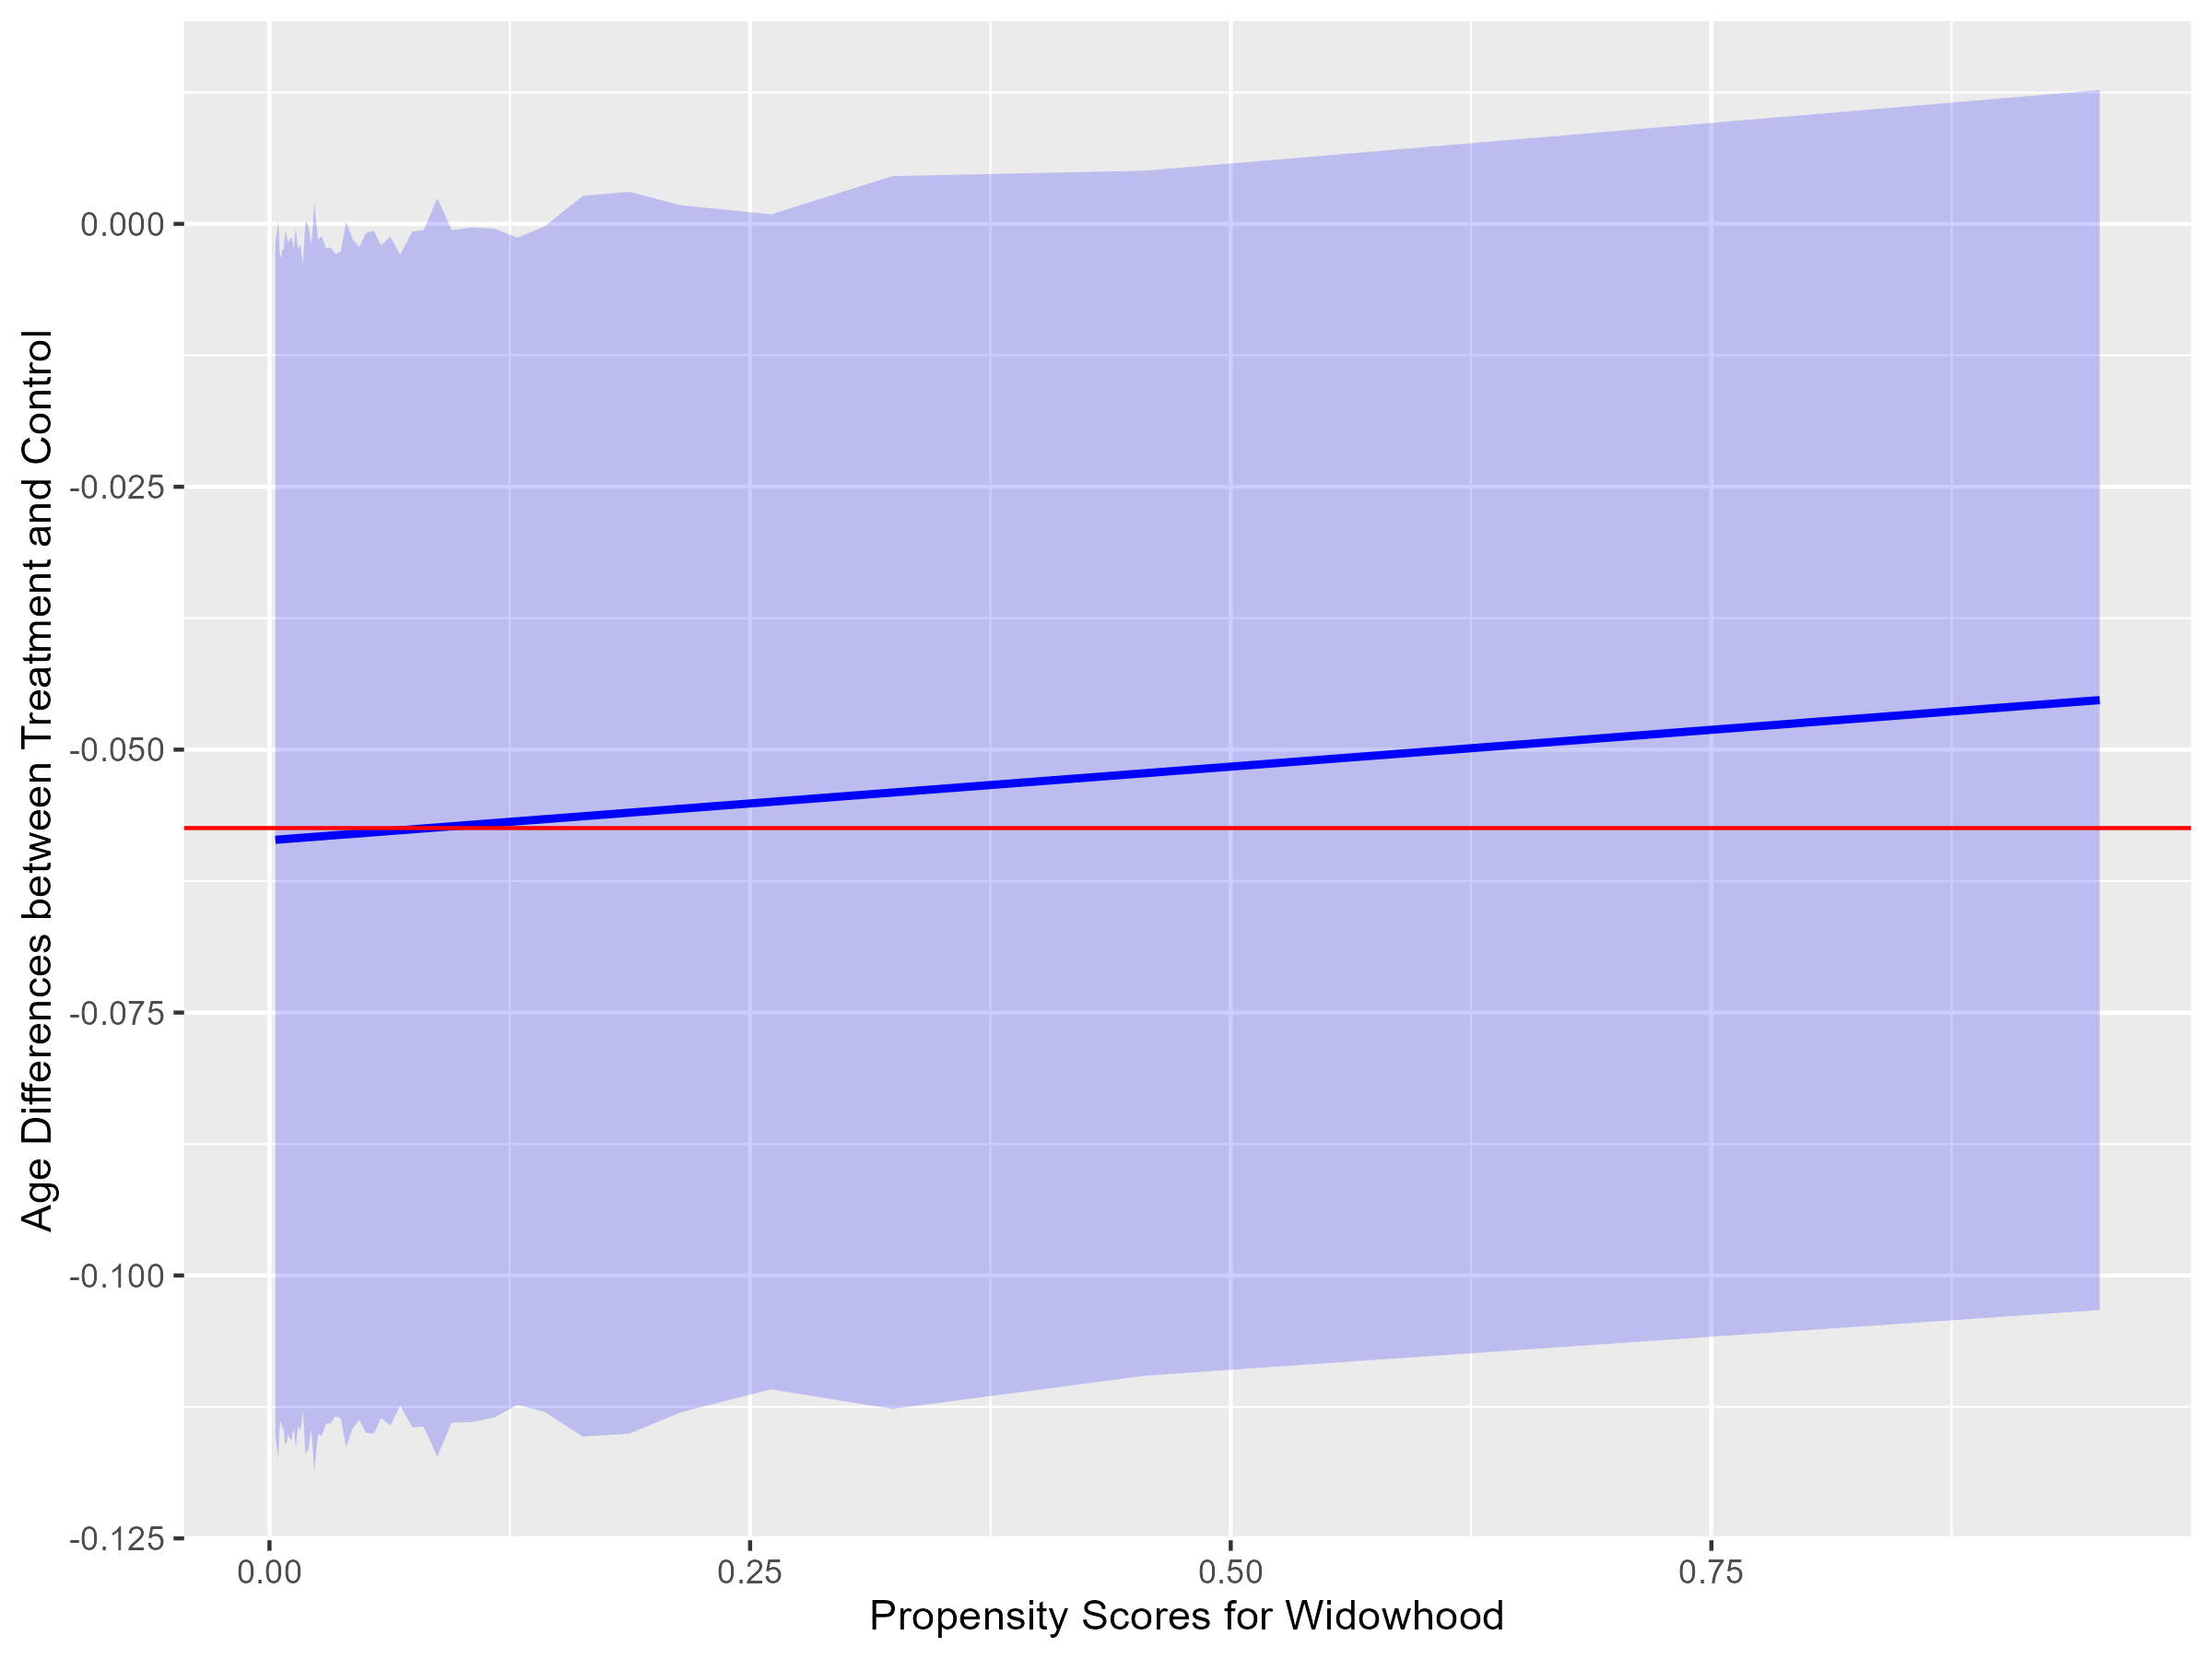 Age Differences between Treatment and Control
0.000
-0.025
-0.050
-0.075
-0.100
-0.125
0.00 0.25 0.50 0.75
Propensity Scores for Widowhood